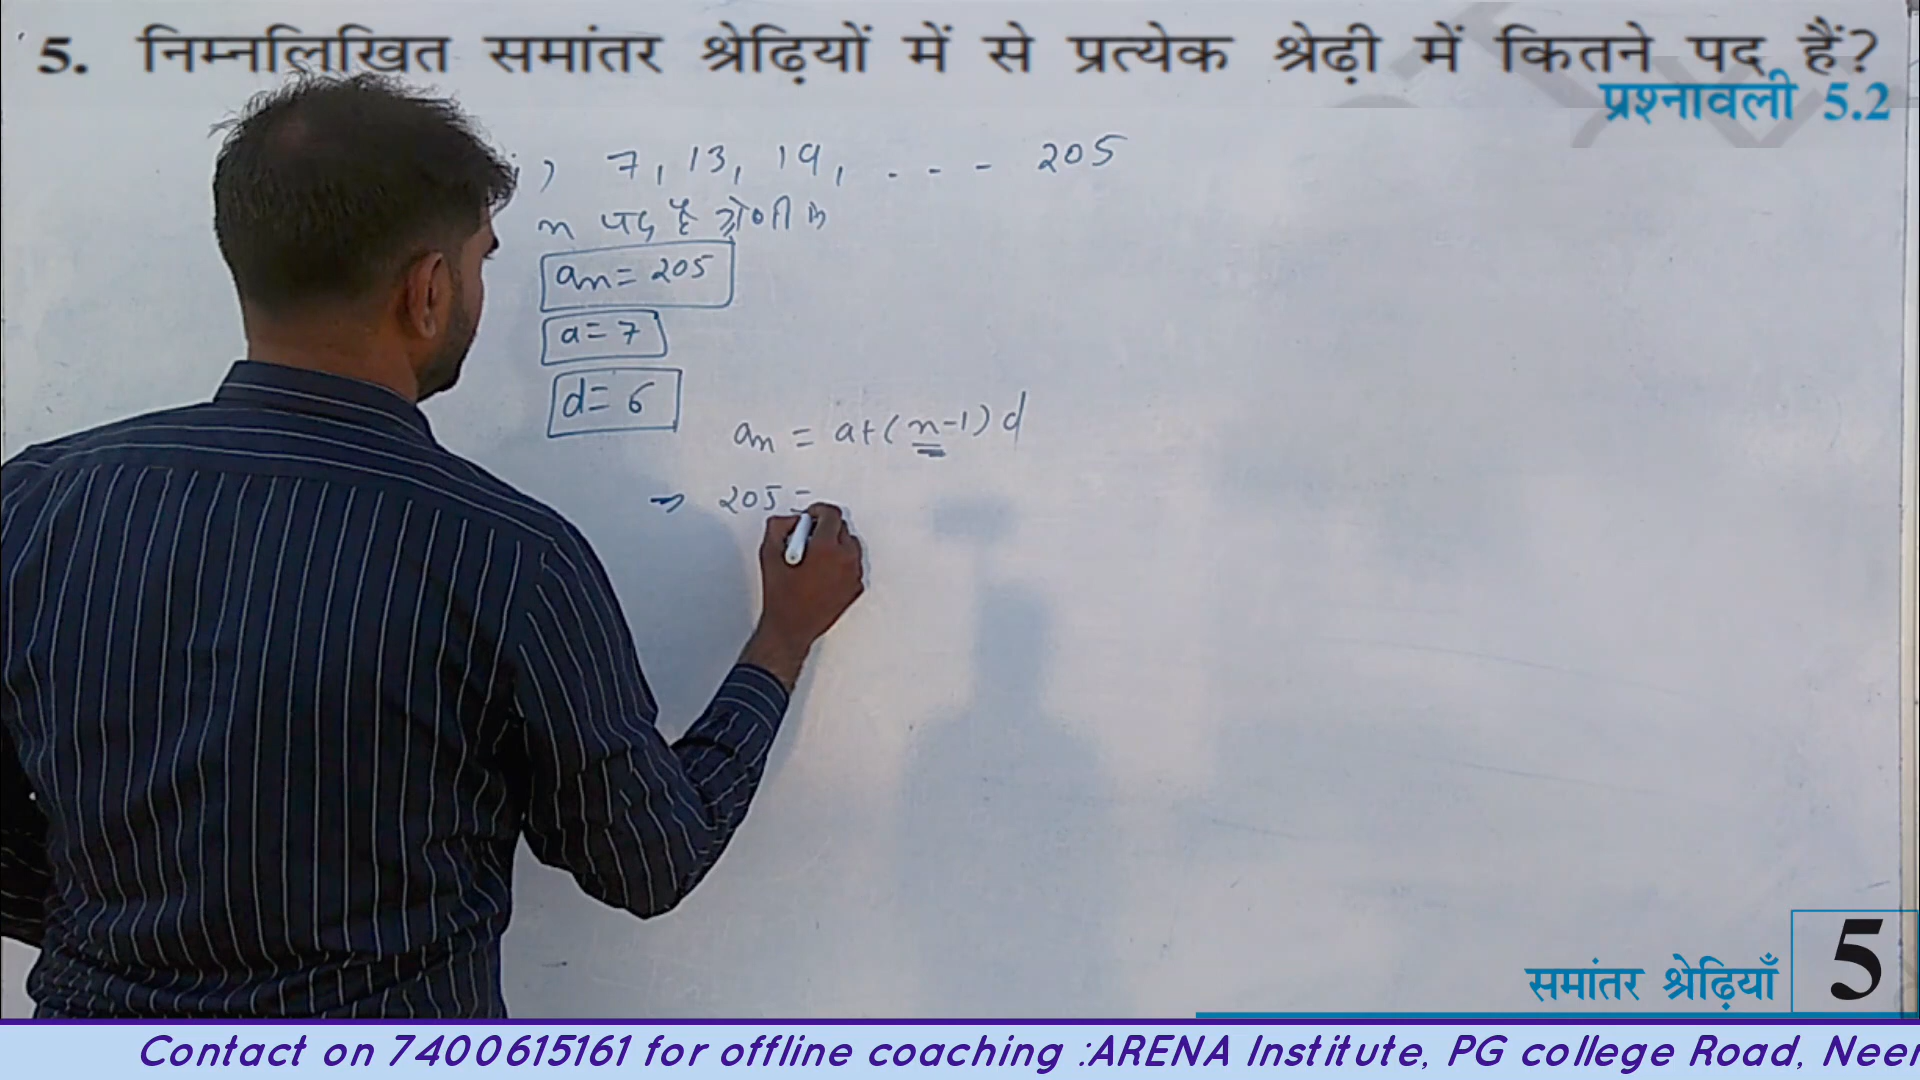 5. निम्नलिखित समांतर श्रेढ़ियों में से प्रत्येक श्रेढ़ी में कितने पद हैं?
प्रश्नावली 5.2
i) 7, 13, 19, - - - 205
n पद है श्रेणी में
an = 205
a = 7
d = 6
an = a+(n-1) d
⇒ 205 =
समांतर श्रेढ़ियाँ 5
Contact on 7400615161 for offline coaching :ARENA Institute, PG college Road, Neer